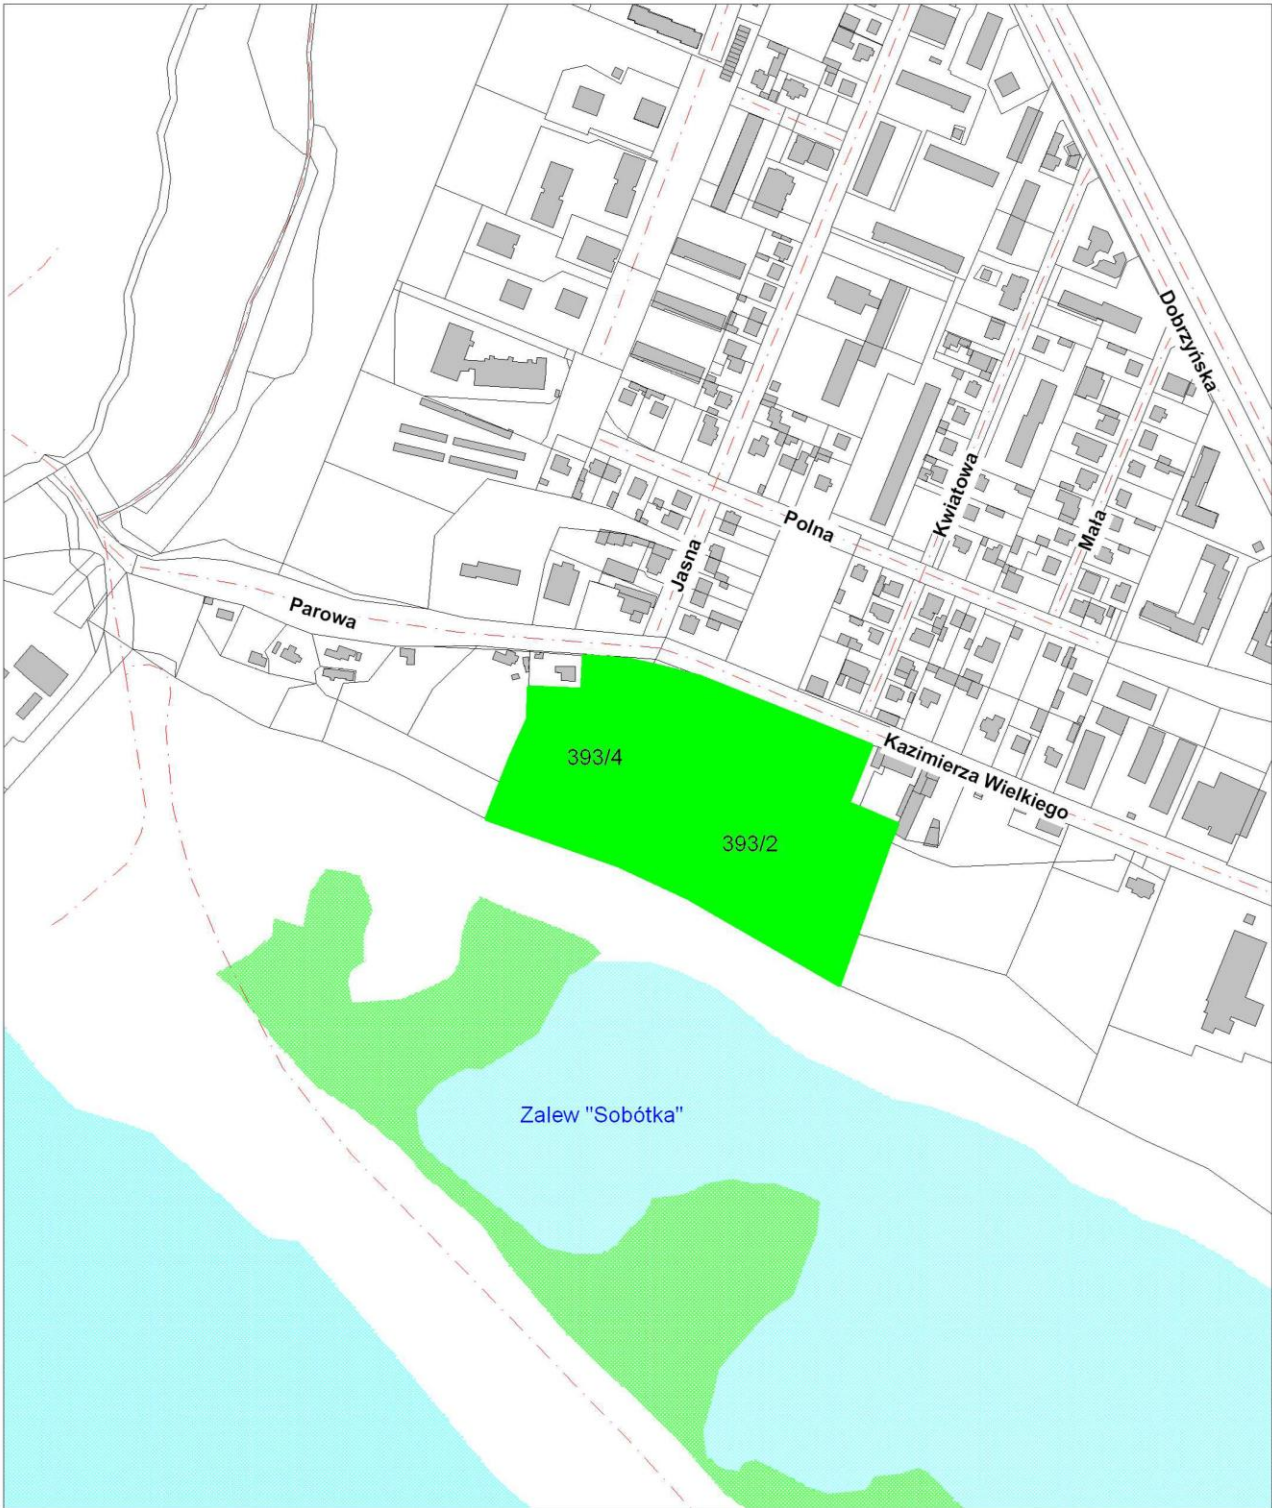 Dobrzyńska
Kwiatowa
Mała
Polna
Jasna
Parowa
Kazimierza Wielkiego
393/4
393/2
Zalew "Sobótka"